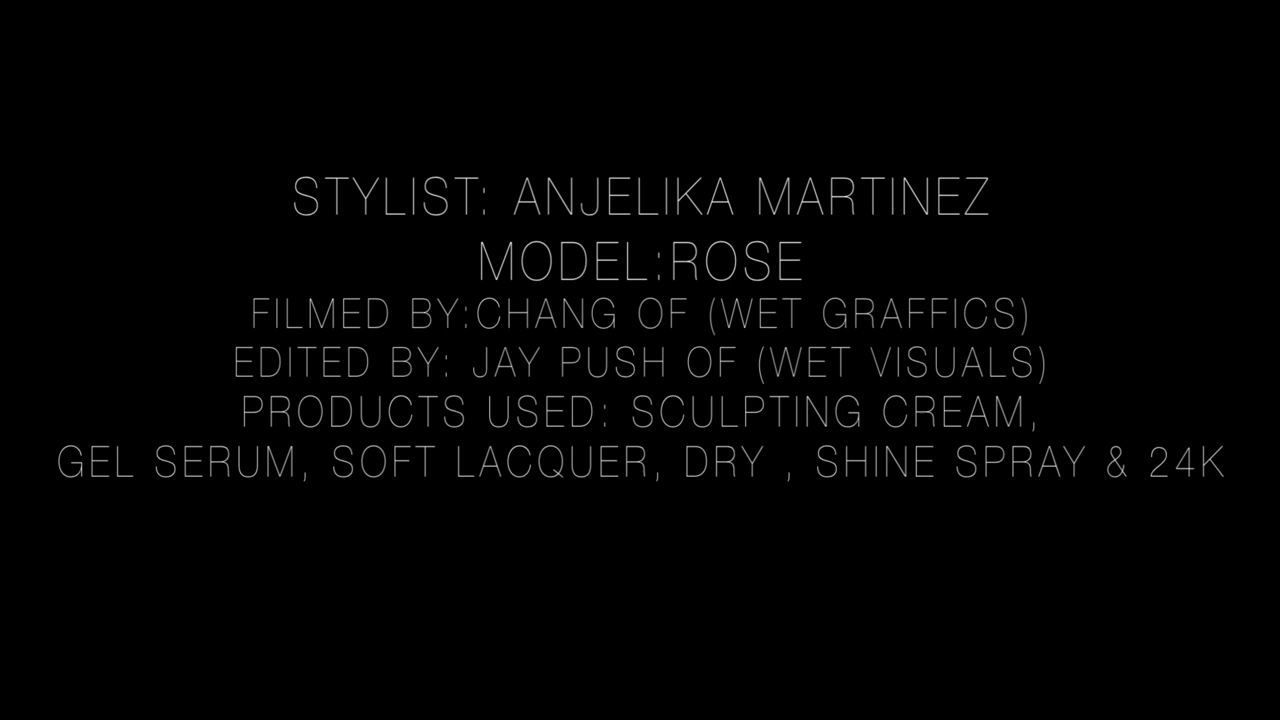 STYLIST: ANJELIKA MARTINEZ
MODEL:ROSE
FILMED BY:CHANG OF (WET GRAFFICS)
EDITED BY: JAY PUSH OF (WET VISUALS)
PRODUCTS USED: SCULPTING CREAM,
GEL SERUM, SOFT LACQUER, DRY , SHINE SPRAY & 24K